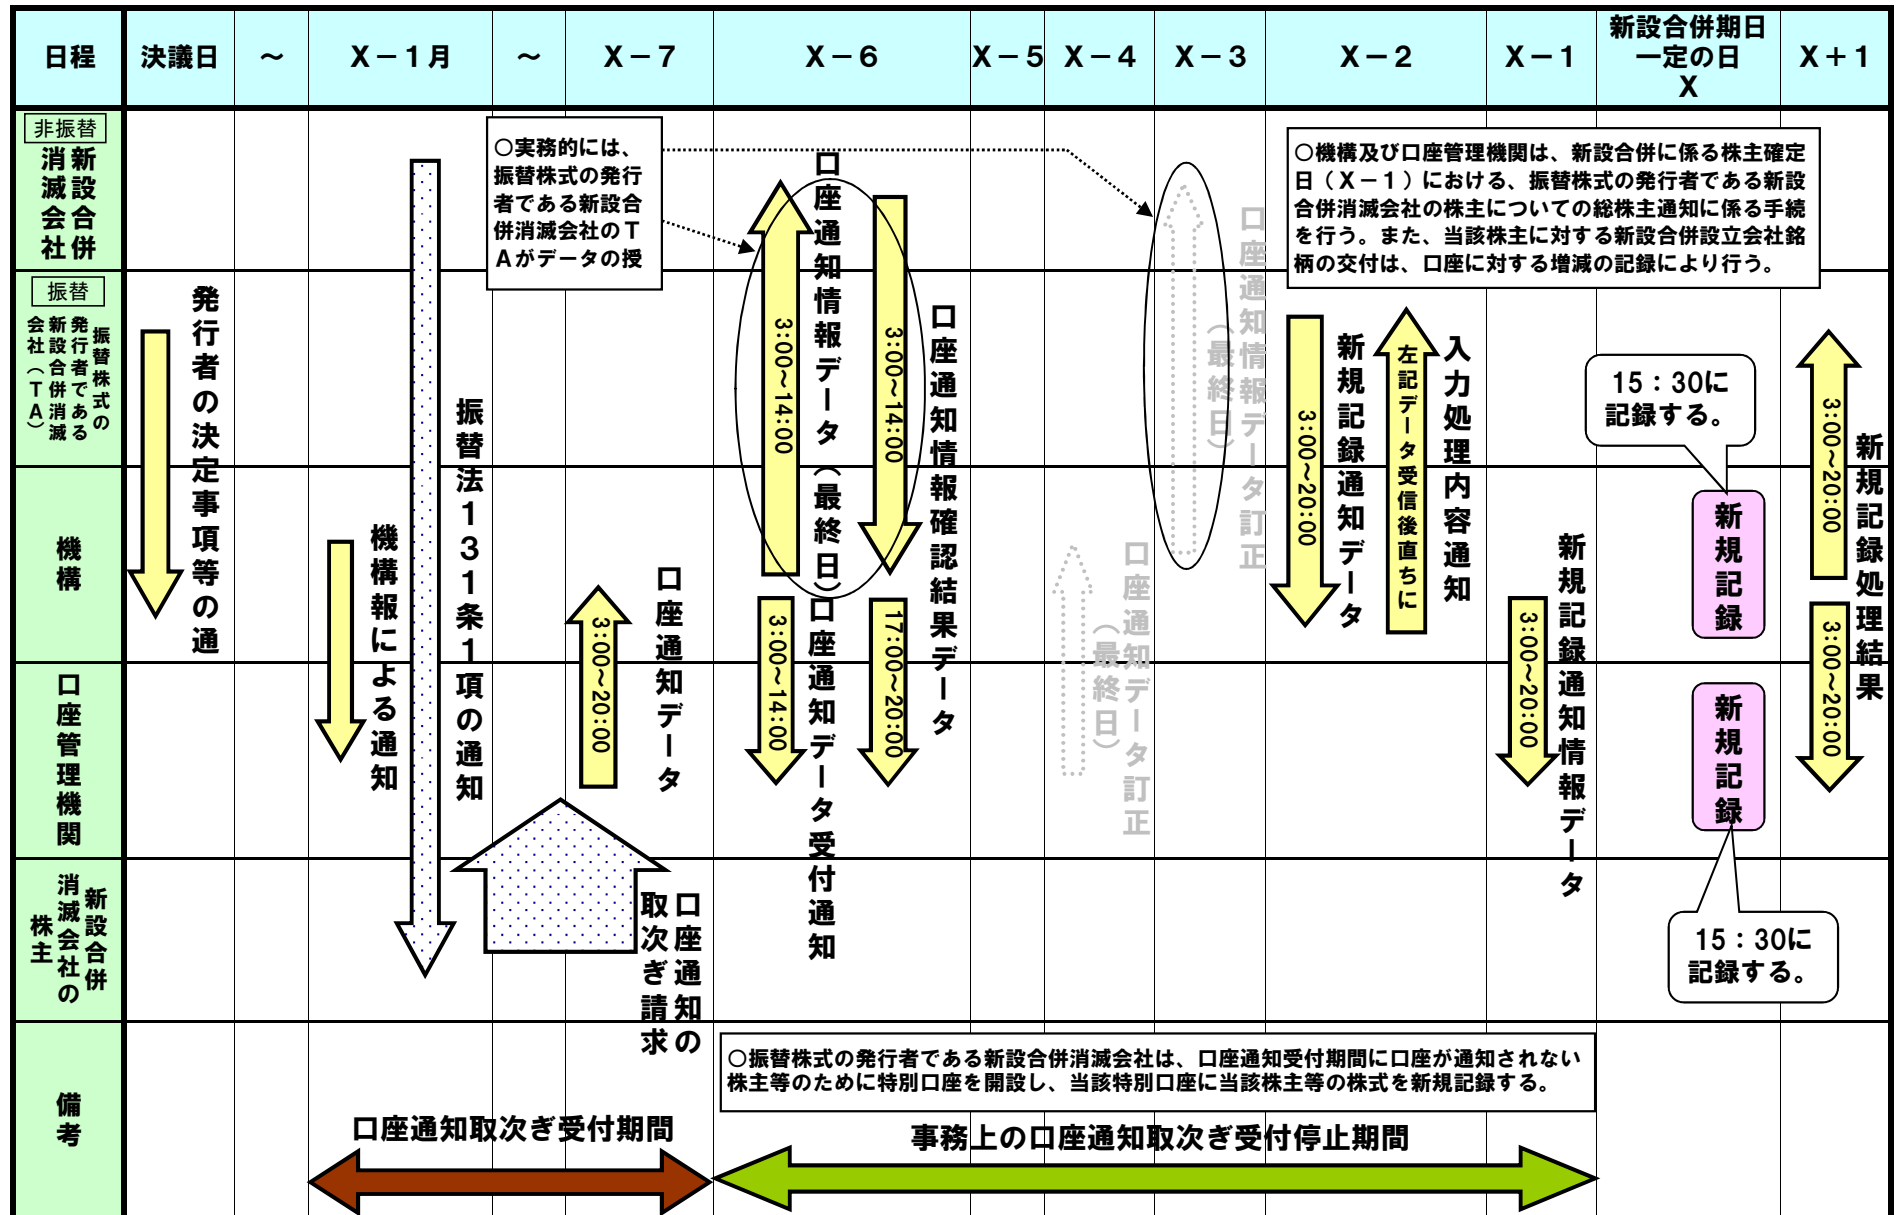 日程
決議日
～
X－1月
～
X－7
X－6
X－5
X－4
X－3
X－2
X－1
新設合併期日
一定の日
X
X＋1
非振替
新設合併
消滅会社
振替
振替株式の
発行者である
新設合併消滅
会社（TA）
機構
口座管理機関
新設合併
消滅会社の
株主
備考
発行者の決定事項等の通
機構報による通知
振替法131条1項の通知
○実務的には、
振替株式の発行
者である新設合
併消滅会社のT
Aがデータの授
3:00~20:00
口座通知データ
口座通知の
取次ぎ請求
3:00~14:00
口座通知情報データ（最終日）
3:00~14:00
口座通知情報確認結果データ
3:00~14:00
口座通知データ受付通知
17:00~20:00
口座通知データ訂正
（最終日）
口座通知情報データ訂正
（最終日）
○機構及び口座管理機関は、新設合併に係る株主確定
日（X－1）における、振替株式の発行者である新設
合併消滅会社の株主についての総株主通知に係る手続
を行う。また、当該株主に対する新設合併設立会社銘
柄の交付は、口座に対する増減の記録により行う。
3:00~20:00
新規記録通知データ
左記データ受信後直ちに
入力処理内容通知
3:00~20:00
新規記録通知情報データ
15：30に
記録する。
新規記録
新規記録
15：30に
記録する。
3:00~20:00
新規記録処理結果
3:00~20:00
○振替株式の発行者である新設合併消滅会社は、口座通知受付期間に口座が通知されない
株主等のために特別口座を開設し、当該特別口座に当該株主等の株式を新規記録する。
口座通知取次ぎ受付期間
事務上の口座通知取次ぎ受付停止期間